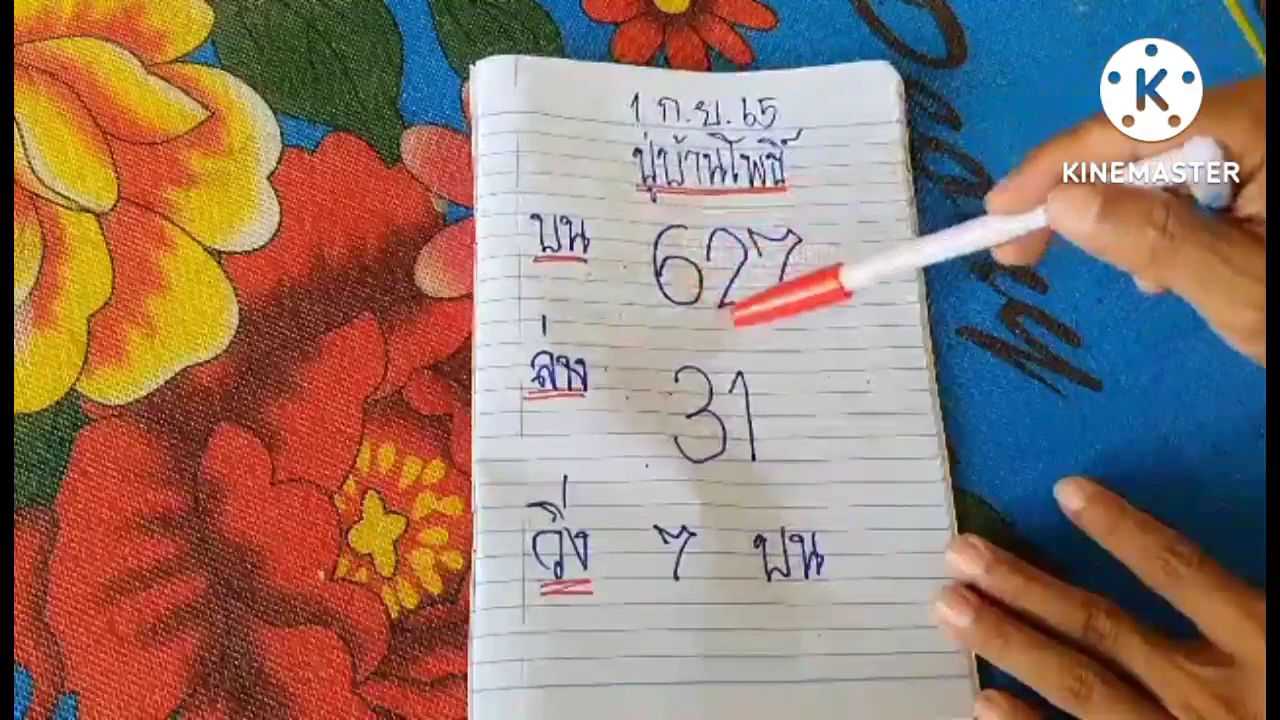 1 ก.ย. 65
ปู่บ้านโพธิ์
บน 627
ล่าง 31
วิ่ง 7 บน
K
KINEMASTER